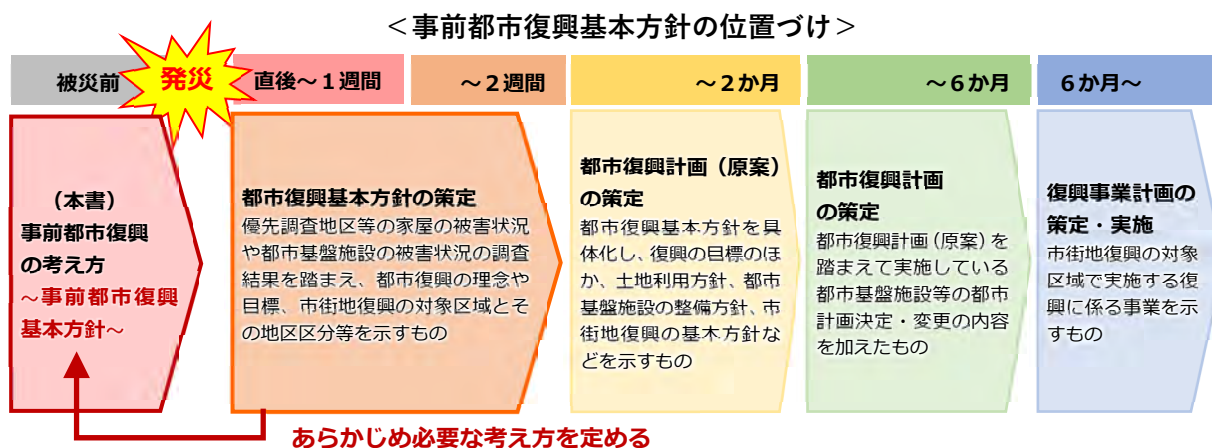 ＜事前都市復興基本方針の位置づけ＞
被災前
発災
直後～１週間
～２週間
～２か月
～６か月
６か月～
（本書）
事前都市復興
の考え方
～事前都市復興
基本方針～
都市復興基本方針の策定
優先調査地区等の家屋の被害状況
や都市基盤施設の被害状況の調査
結果を踏まえ、都市復興の理念や
目標、市街地復興の対象区域とそ
の地区区分等を示すもの
都市復興計画（原案）
の策定
都市復興基本方針を具
体化し、復興の目標のほ
か、土地利用方針、都市
基盤施設の整備方針、市
街地復興の基本方針な
どを示すもの
都市復興計画
の策定
都市復興計画（原案）を
踏まえて実施している
都市基盤施設等の都市
計画決定・変更の内容
を加えたもの
復興事業計画の
策定・実施
市街地復興の対象
区域で実施する復
興に係る事業を示
すもの
あらかじめ必要な考え方を定める